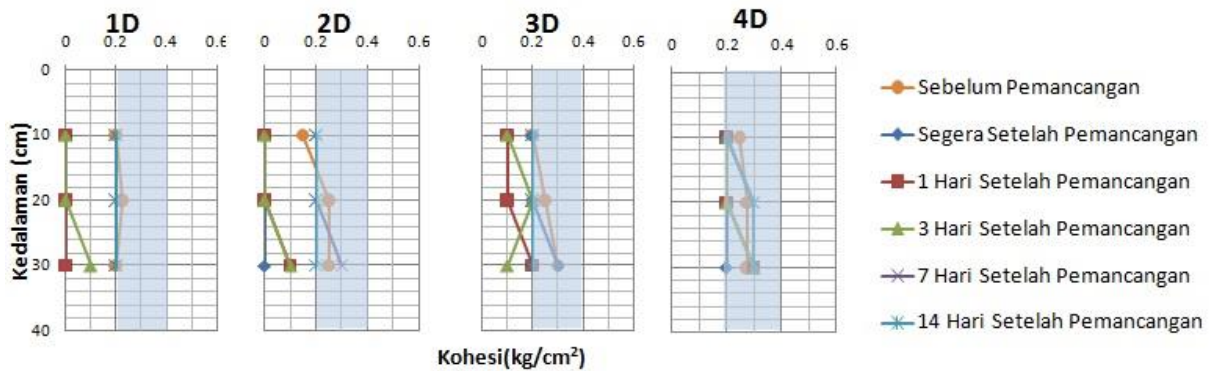 1D
2D
3D
4D
0 0.2 0.4 0.6
0 0.2 0.4 0.6
0 0.2 0.4 0.6
0 0.2 0.4 0.6
0
10
20
30
40
Kedalaman (cm)
Kohesi(kg/cm²)
Sebelum Pemancangan
Segera Setelah Pemancangan
1 Hari Setelah Pemancangan
3 Hari Setelah Pemancangan
7 Hari Setelah Pemancangan
14 Hari Setelah Pemancangan